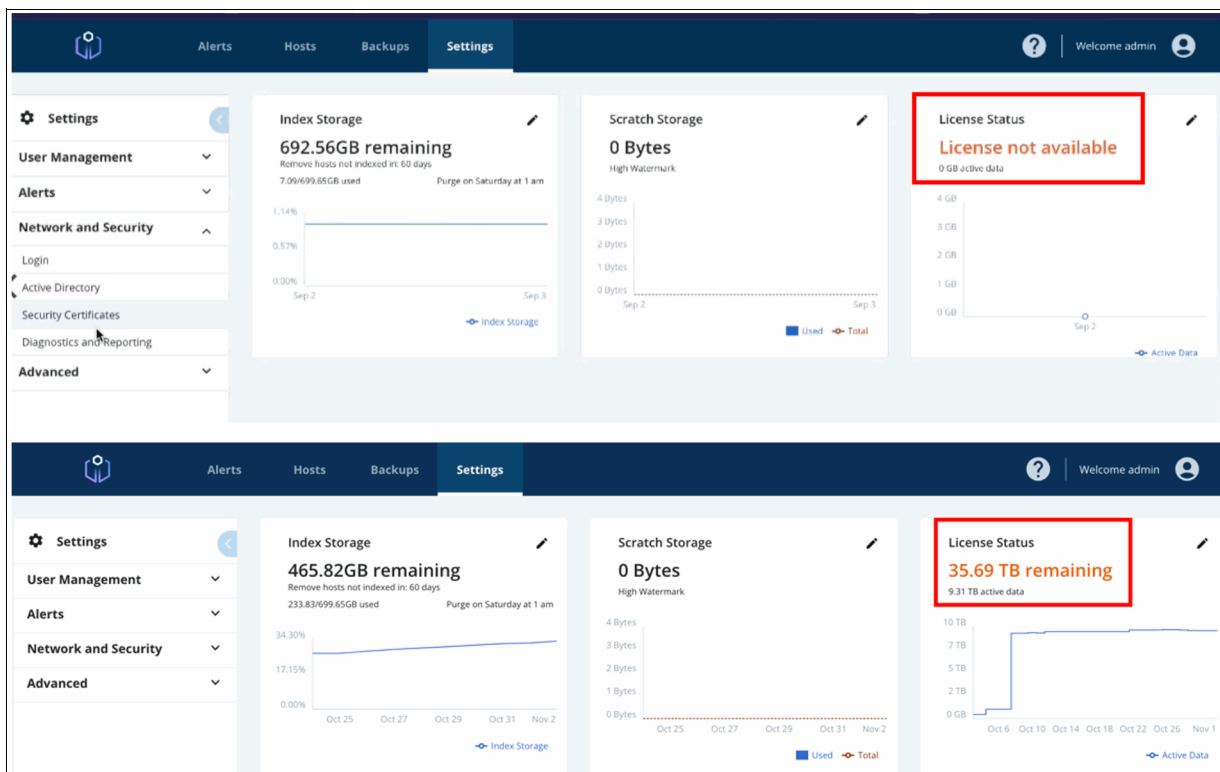 Alerts Hosts Backups Settings Welcome admin
Settings
User Management
Alerts
Network and Security
Login
Active Directory
Security Certificates
Diagnostics and Reporting
Advanced
Index Storage
692.56GB remaining
Remove hosts not indexed in: 60 days
7.09/699.65GB used Purge on Saturday at 1 am
1.14%
0.57%
0.00%
Sep 2 Sep 3
Index Storage
Scratch Storage
0 Bytes
High Watermark
4 Bytes
3 Bytes
2 Bytes
1 Bytes
0 Bytes
Sep 2 Sep 3
Used Total
License Status
License not available
0 GB active data
4 GB
3 GB
2 GB
1 GB
0 GB
Sep 2
Active Data
Alerts Hosts Backups Settings Welcome admin
Settings
User Management
Alerts
Network and Security
Advanced
Index Storage
465.82GB remaining
Remove hosts not indexed in: 60 days
233.83/699.65GB used Purge on Saturday at 1 am
34.30%
17.15%
0.00%
Oct 25 Oct 27 Oct 29 Oct 31 Nov 2
Index Storage
Scratch Storage
0 Bytes
High Watermark
4 Bytes
3 Bytes
2 Bytes
1 Bytes
0 Bytes
Oct 25 Oct 27 Oct 29 Oct 31 Nov 2
Used Total
License Status
35.69 TB remaining
9.31 TB active data
10 TB
7 TB
5 TB
2 TB
0 GB
Oct 6 Oct 10 Oct 14 Oct 18 Oct 22 Oct 26 Nov 1
Active Data